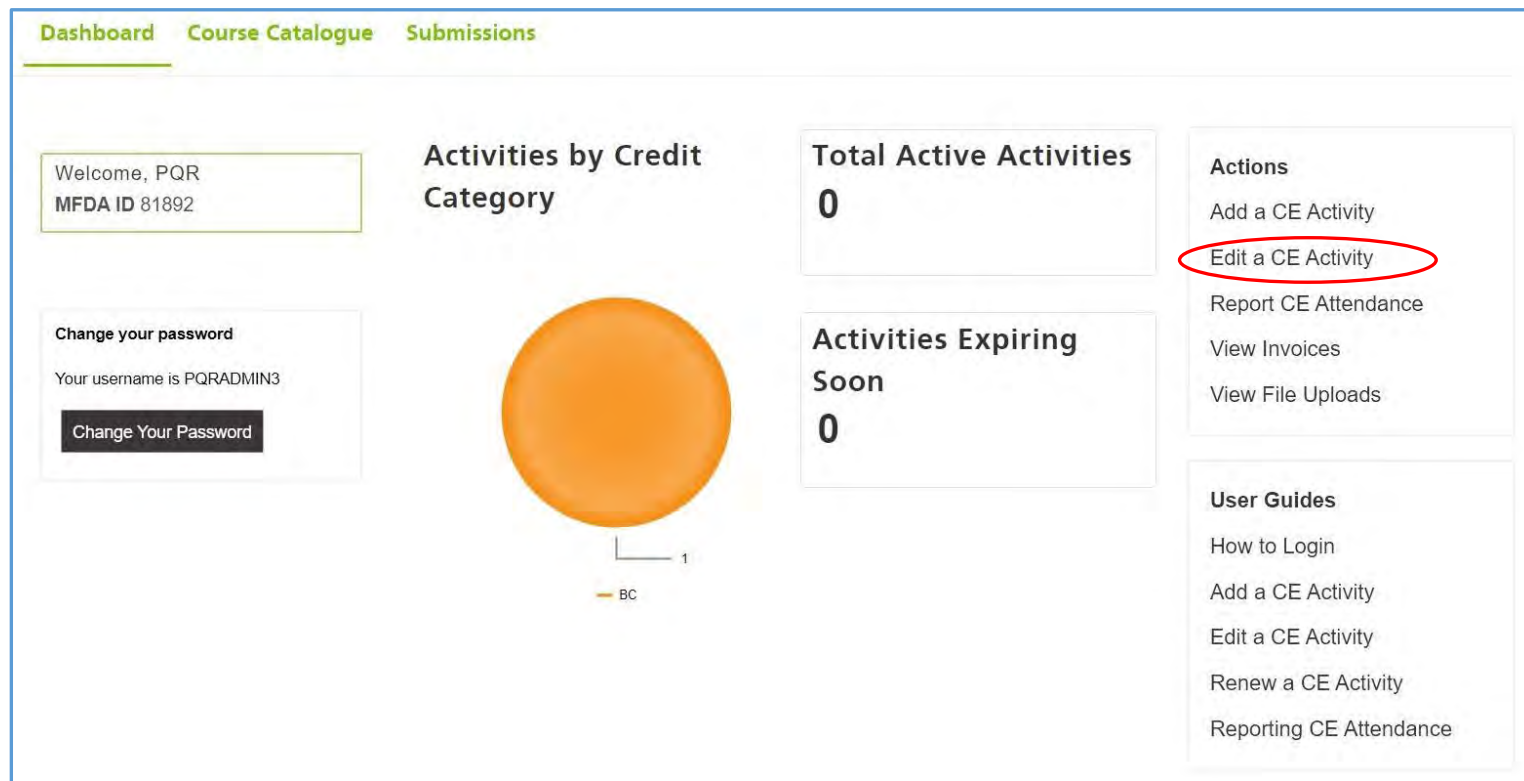 Dashboard Course Catalogue Submissions
Welcome, PQR
MFDA ID 81892
Change your password
Your username is PQRADMIN3
Change Your Password
Activities by Credit
Category
1
BC
Total Active Activities
0
Activities Expiring
Soon
0
Actions
Add a CE Activity
Edit a CE Activity
Report CE Attendance
View Invoices
View File Uploads
User Guides
How to Login
Add a CE Activity
Edit a CE Activity
Renew a CE Activity
Reporting CE Attendance